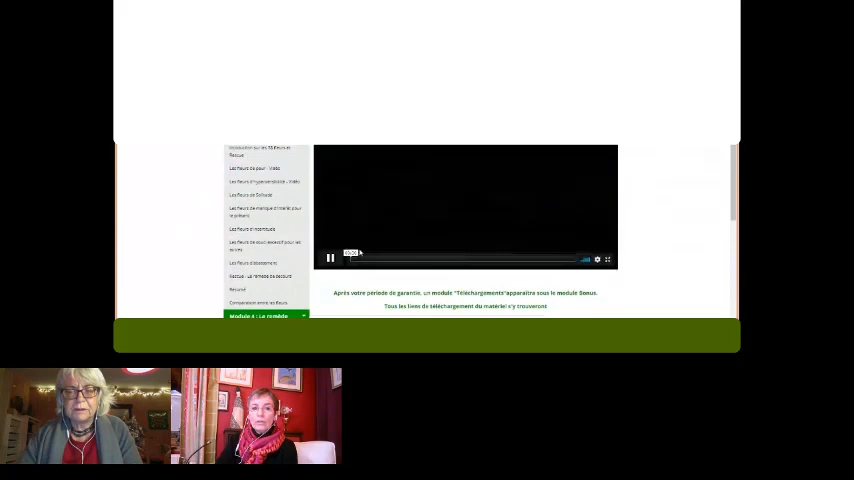 Introduction sur les 38 fleurs et
Rescue
Les fleurs de peur - Vidéo
Les fleurs d'Hypersensibilité - Vidéo
Les fleurs de Solitude
Les fleurs de manque d'intérêt pour
le présent
Les fleurs d'incertitude
Les fleurs de souci excessif pour les
autres
Les fleurs d'abattement
Rescue - Le remède de secours
Résumé
Comparaison entre les fleurs
Module 4 : Le remède
00:00
Après votre période de garantie, un module "Téléchargements"apparaitra sous le module Bonus.
Tous les liens de téléchargement du matériel s'y trouveront